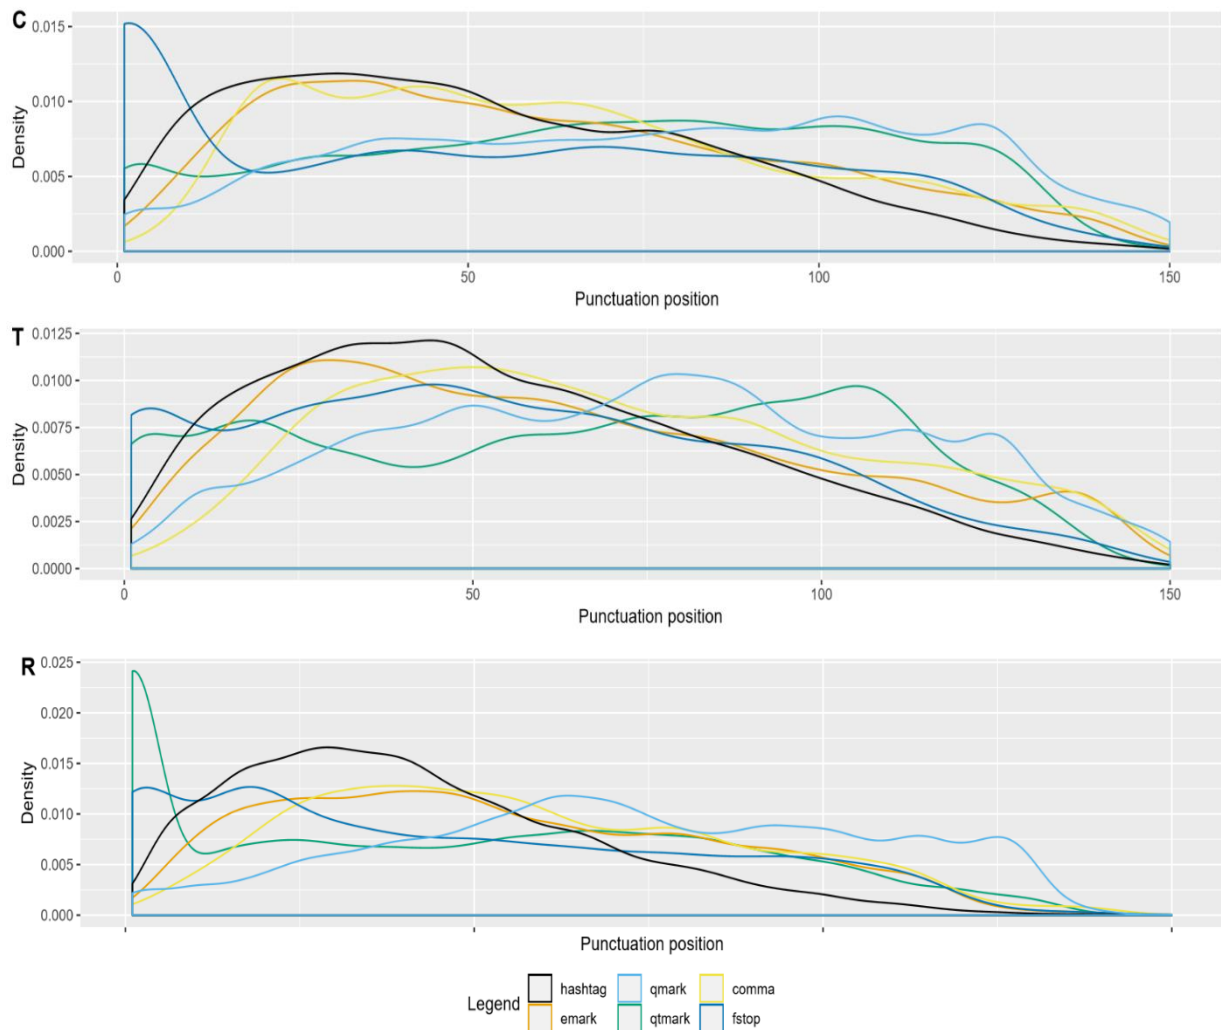 C
0.015
0.010
0.005
0.000
Density
0 50 100 150
Punctuation position
T
0.0125
0.0100
0.0075
0.0050
0.0025
0.0000
Density
0 50 100 150
Punctuation position
R
0.025
0.020
0.015
0.010
0.005
0.000
Density
Punctuation position
Legend
hashtag qmark comma
emark qtmark fstop